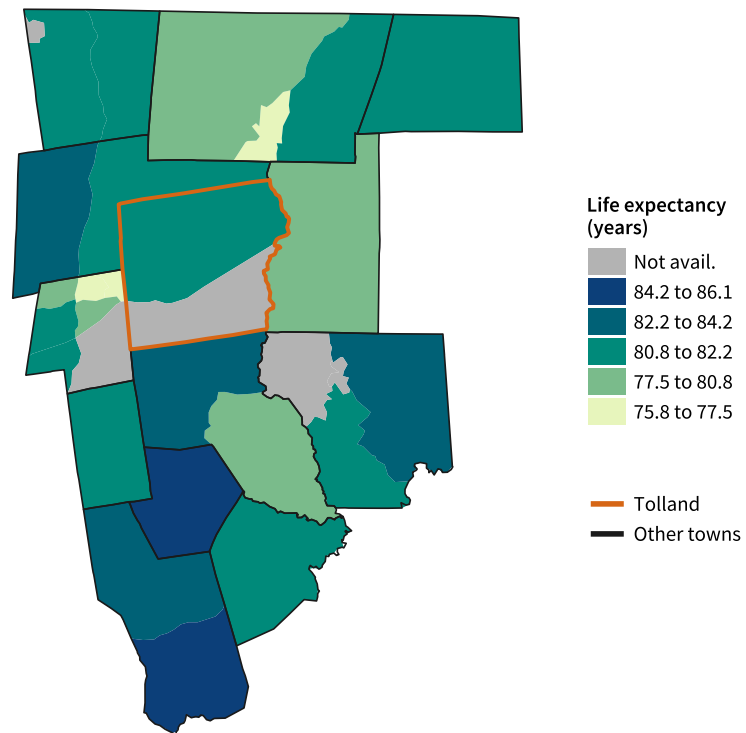 Life expectancy
(years)
Not avail.
84.2 to 86.1
82.2 to 84.2
80.8 to 82.2
77.5 to 80.8
75.8 to 77.5
Tolland
Other towns